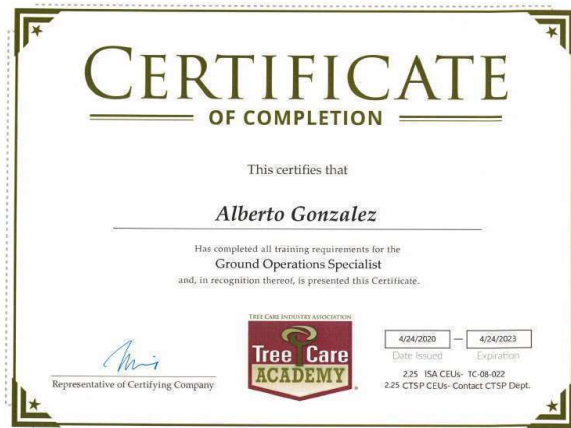 CERTIFICATE
OF COMPLETION
This certifies that
Alberto Gonzalez
Has completed all training requirements for the
Ground Operations Specialist
and, in recognition thereof, is presented this Certificate.
TREE CARE INDUSTRY ASSOCIATION
Tree Care
ACADEMY
4/24/2020 — 4/24/2023
Date Issued Expiration
2.25 ISA CEUs- TC-08-022
2.25 CTSP CEUs- Contact CTSP Dept.
Representative of Certifying Company